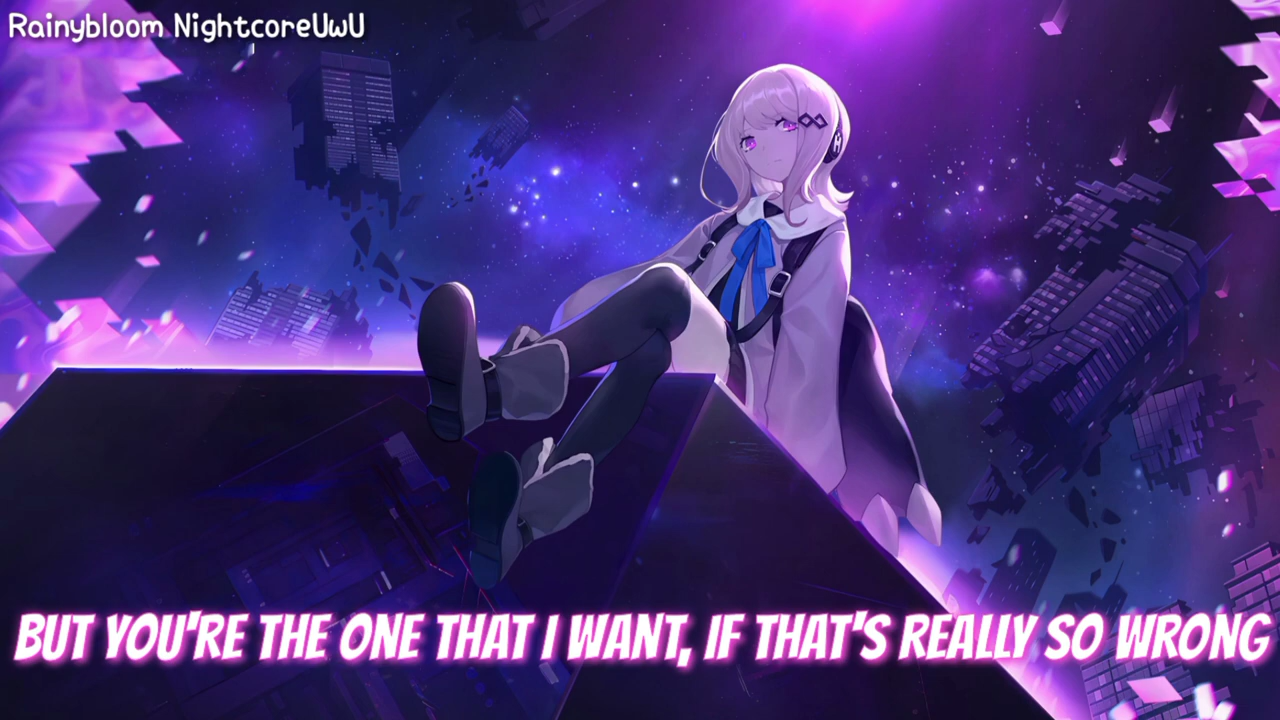 Rainybloom NightcoreUwU
BUT YOU'RE THE ONE THAT I WANT, IF THAT'S REALLY SO WRONG